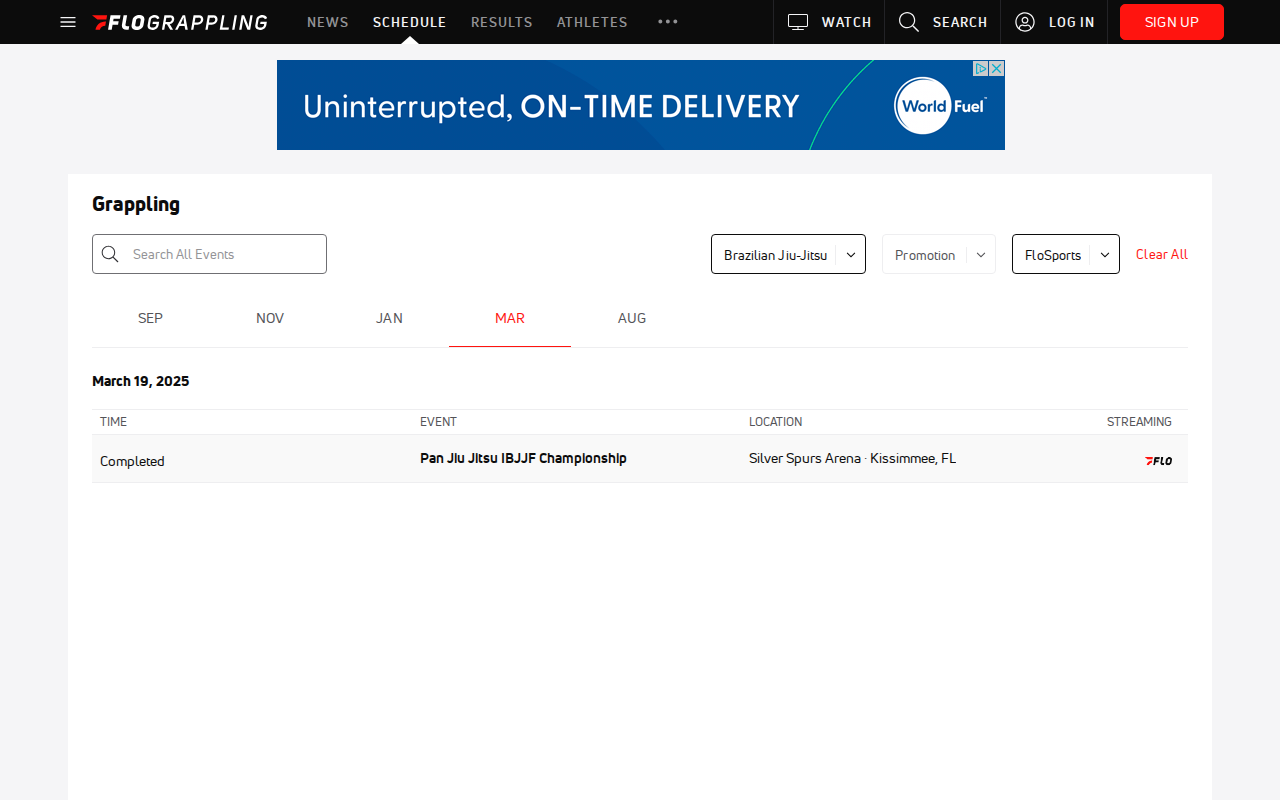 FLOGRAPPLING NEWS SCHEDULE RESULTS ATHLETES WATCH SEARCH LOG IN SIGN UP
Uninterrupted, ON-TIME DELIVERY World Fuel
Grappling
Search All Events Brazilian Jiu-Jitsu Promotion FloSports Clear All
SEP NOV JAN MAR AUG
March 19, 2025
TIME EVENT LOCATION STREAMING
Completed Pan Jiu Jitsu IBJJF Championship Silver Spurs Arena · Kissimmee, FL FLO